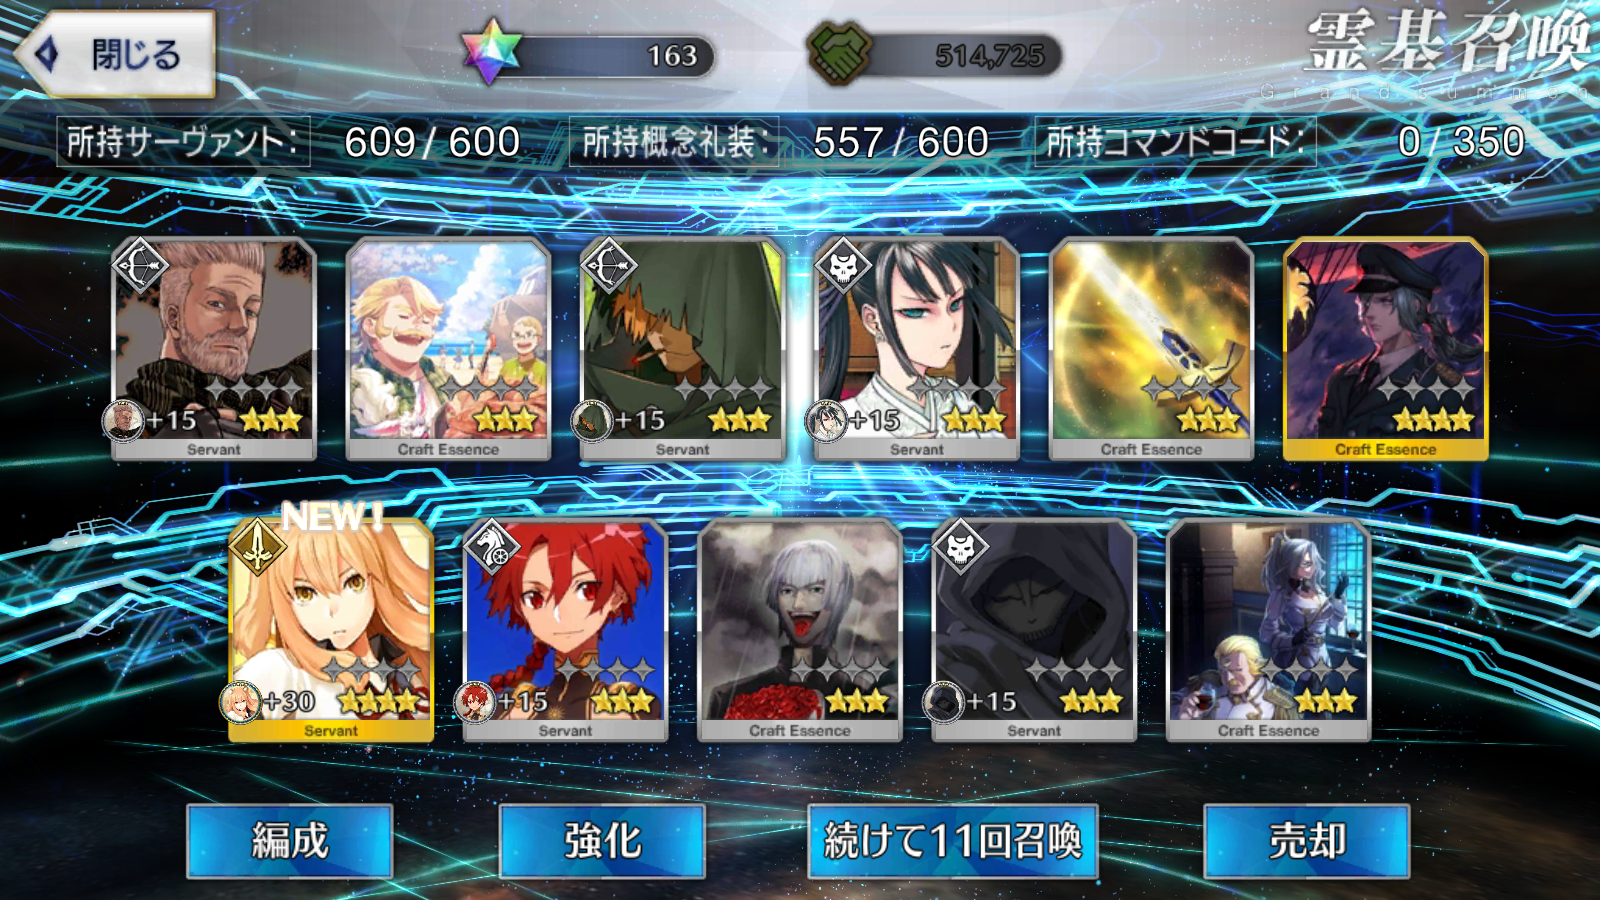 閉じる
163
514,725
霊基召喚
Grand summon
所持サーヴァント: 609 / 600
所持概念礼装: 557 / 600
所持コマンドコード: 0 / 350
+15
Servant
Craft Essence
+15
Servant
+15
Servant
Craft Essence
Craft Essence
NEW!
+30
Servant
+15
Servant
Craft Essence
+15
Servant
Craft Essence
編成
強化
続けて11回召喚
売却